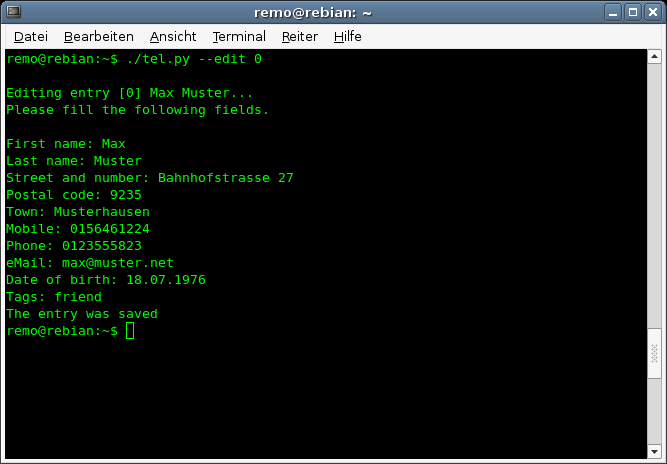 remo@rebian: ~
Datei Bearbeiten Ansicht Terminal Reiter Hilfe
remo@rebian:~$ ./tel.py --edit 0
Editing entry [0] Max Muster...
Please fill the following fields.
First name: Max
Last name: Muster
Street and number: Bahnhofstrasse 27
Postal code: 9235
Town: Musterhausen
Mobile: 0156461224
Phone: 0123555823
eMail: max@muster.net
Date of birth: 18.07.1976
Tags: friend
The entry was saved
remo@rebian:~$